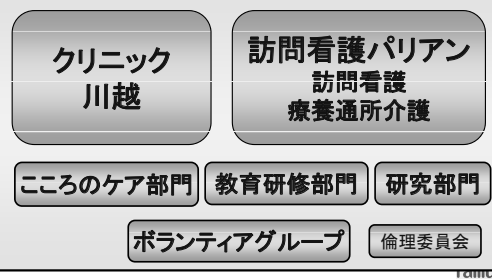 クリニック
川越
訪問看護パリアン
訪問看護
療養通所介護
こころのケア部門
教育研修部門
研究部門
ボランティアグループ
倫理委員会